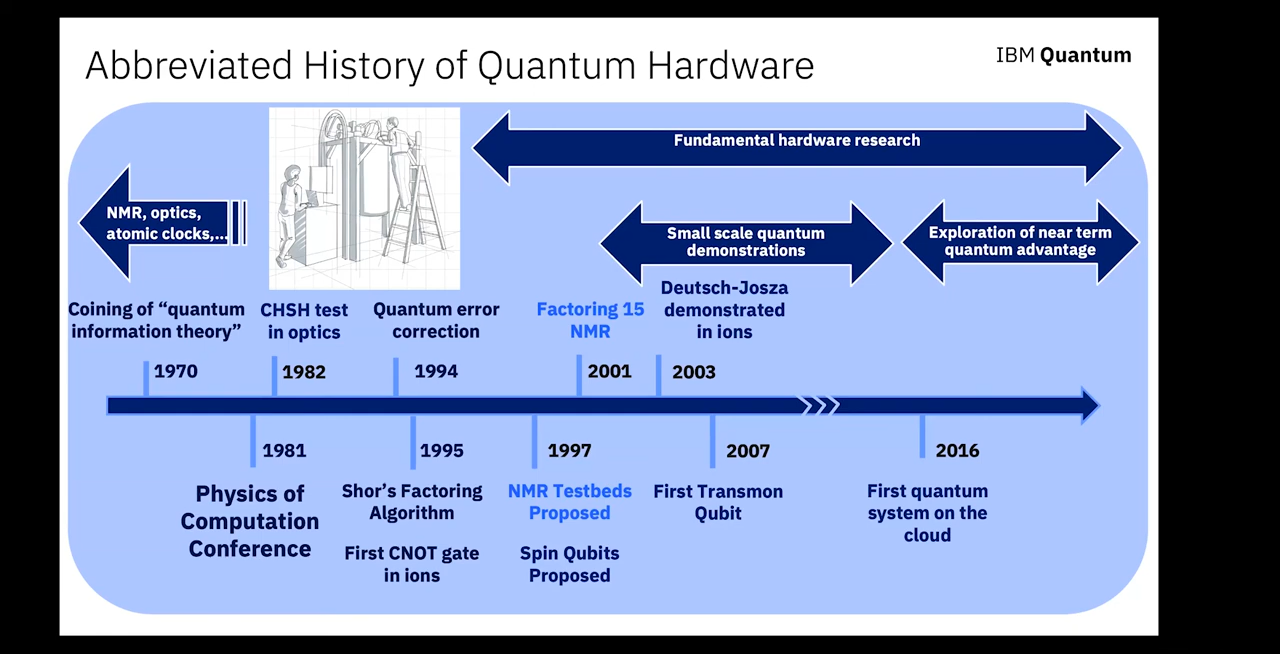 Abbreviated History of Quantum Hardware
IBM Quantum
Fundamental hardware research
NMR, optics,
atomic clocks,...
Small scale quantum
demonstrations
Exploration of near term
quantum advantage
Coining of “quantum
information theory”
CHSH test
in optics
Quantum error
correction
Factoring 15
NMR
Deutsch-Josza
demonstrated
in ions
1970
1982
1994
2001
2003
1981
1995
1997
2007
2016
Physics of
Computation
Conference
Shor’s Factoring
Algorithm
First CNOT gate
in ions
NMR Testbeds
Proposed
Spin Qubits
Proposed
First Transmon
Qubit
First quantum
system on the
cloud